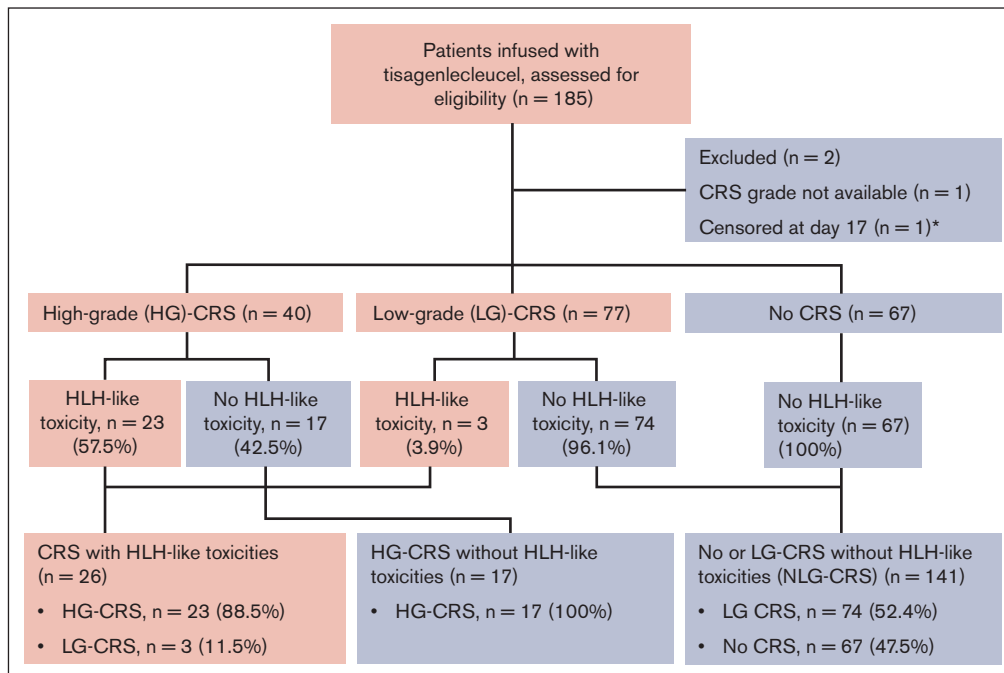 Patients infused with
tisagenlecleucel, assessed for
eligibility (n = 185)
Excluded (n = 2)
CRS grade not available (n = 1)
Censored at day 17 (n = 1)*
High-grade (HG)-CRS (n = 40)
Low-grade (LG)-CRS (n = 77)
No CRS (n = 67)
HLH-like
toxicity, n = 23
(57.5%)
No HLH-like
toxicity, n = 17
(42.5%)
HLH-like
toxicity, n = 3
(3.9%)
No HLH-like
toxicity, n = 74
(96.1%)
No HLH-like
toxicity (n = 67)
(100%)
CRS with HLH-like toxicities
(n = 26)
• HG-CRS, n = 23 (88.5%)
• LG-CRS, n = 3 (11.5%)
HG-CRS without HLH-like
toxicities (n = 17)
• HG-CRS, n = 17 (100%)
No or LG-CRS without HLH-like
toxicities (NLG-CRS) (n = 141)
• LG CRS, n = 74 (52.4%)
• No CRS, n = 67 (47.5%)